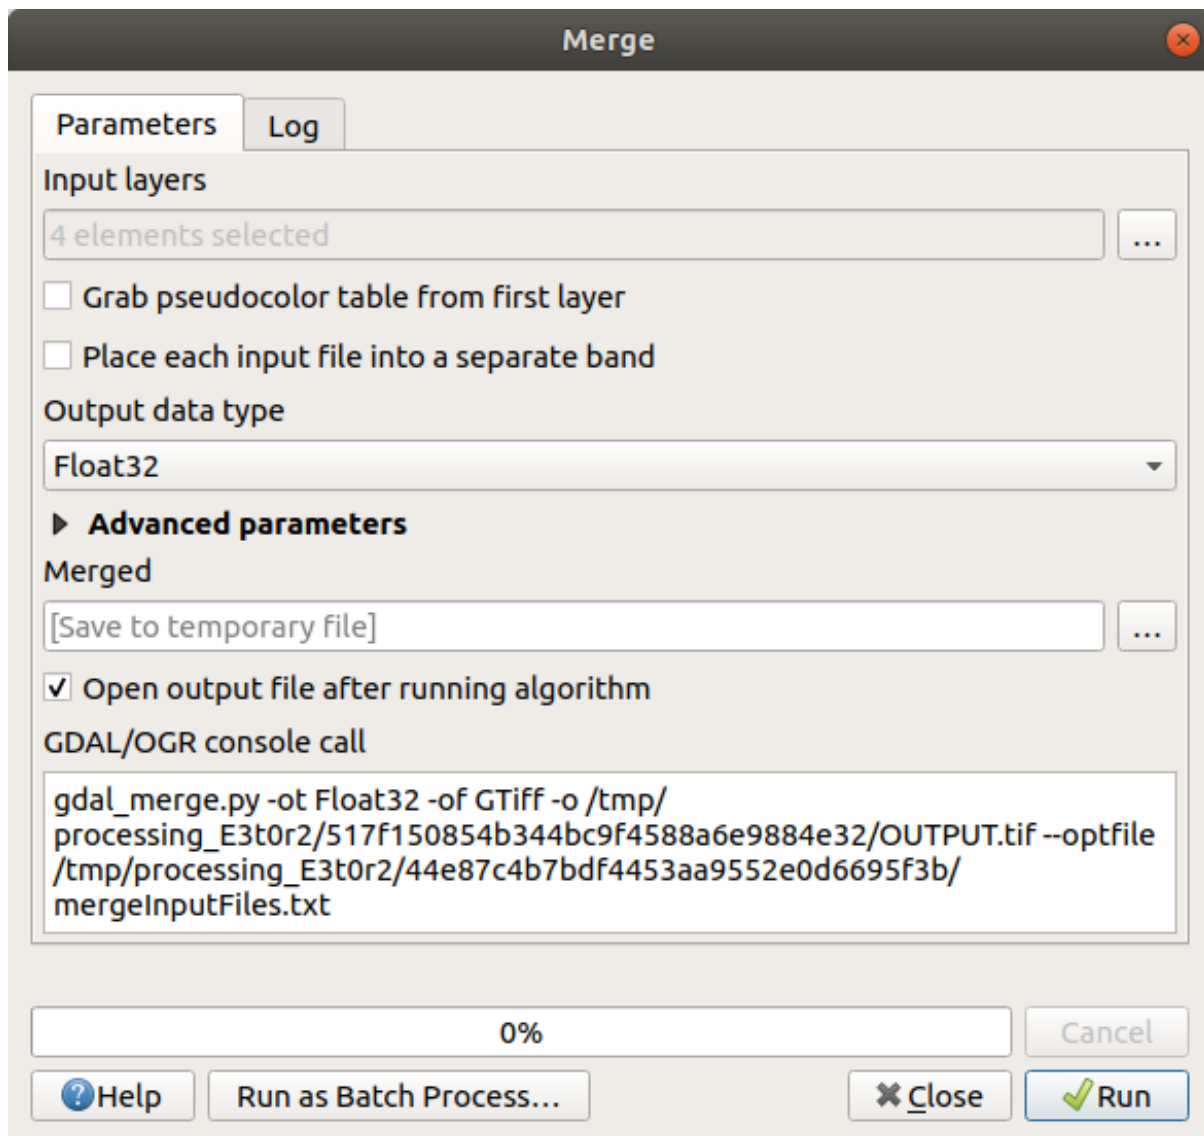 Merge
Parameters
Log
Input layers
4 elements selected
...
Grab pseudocolor table from first layer
Place each input file into a separate band
Output data type
Float32
Advanced parameters
Merged
[Save to temporary file]
...
Open output file after running algorithm
GDAL/OGR console call
gdal_merge.py -ot Float32 -of GTiff -o /tmp/
processing_E3t0r2/517f150854b344bc9f4588a6e9884e32/OUTPUT.tif --optfile
/tmp/processing_E3t0r2/44e87c4b7bdf4453aa9552e0d6695f3b/
mergeInputFiles.txt
0%
Cancel
Help
Run as Batch Process...
Close
Run